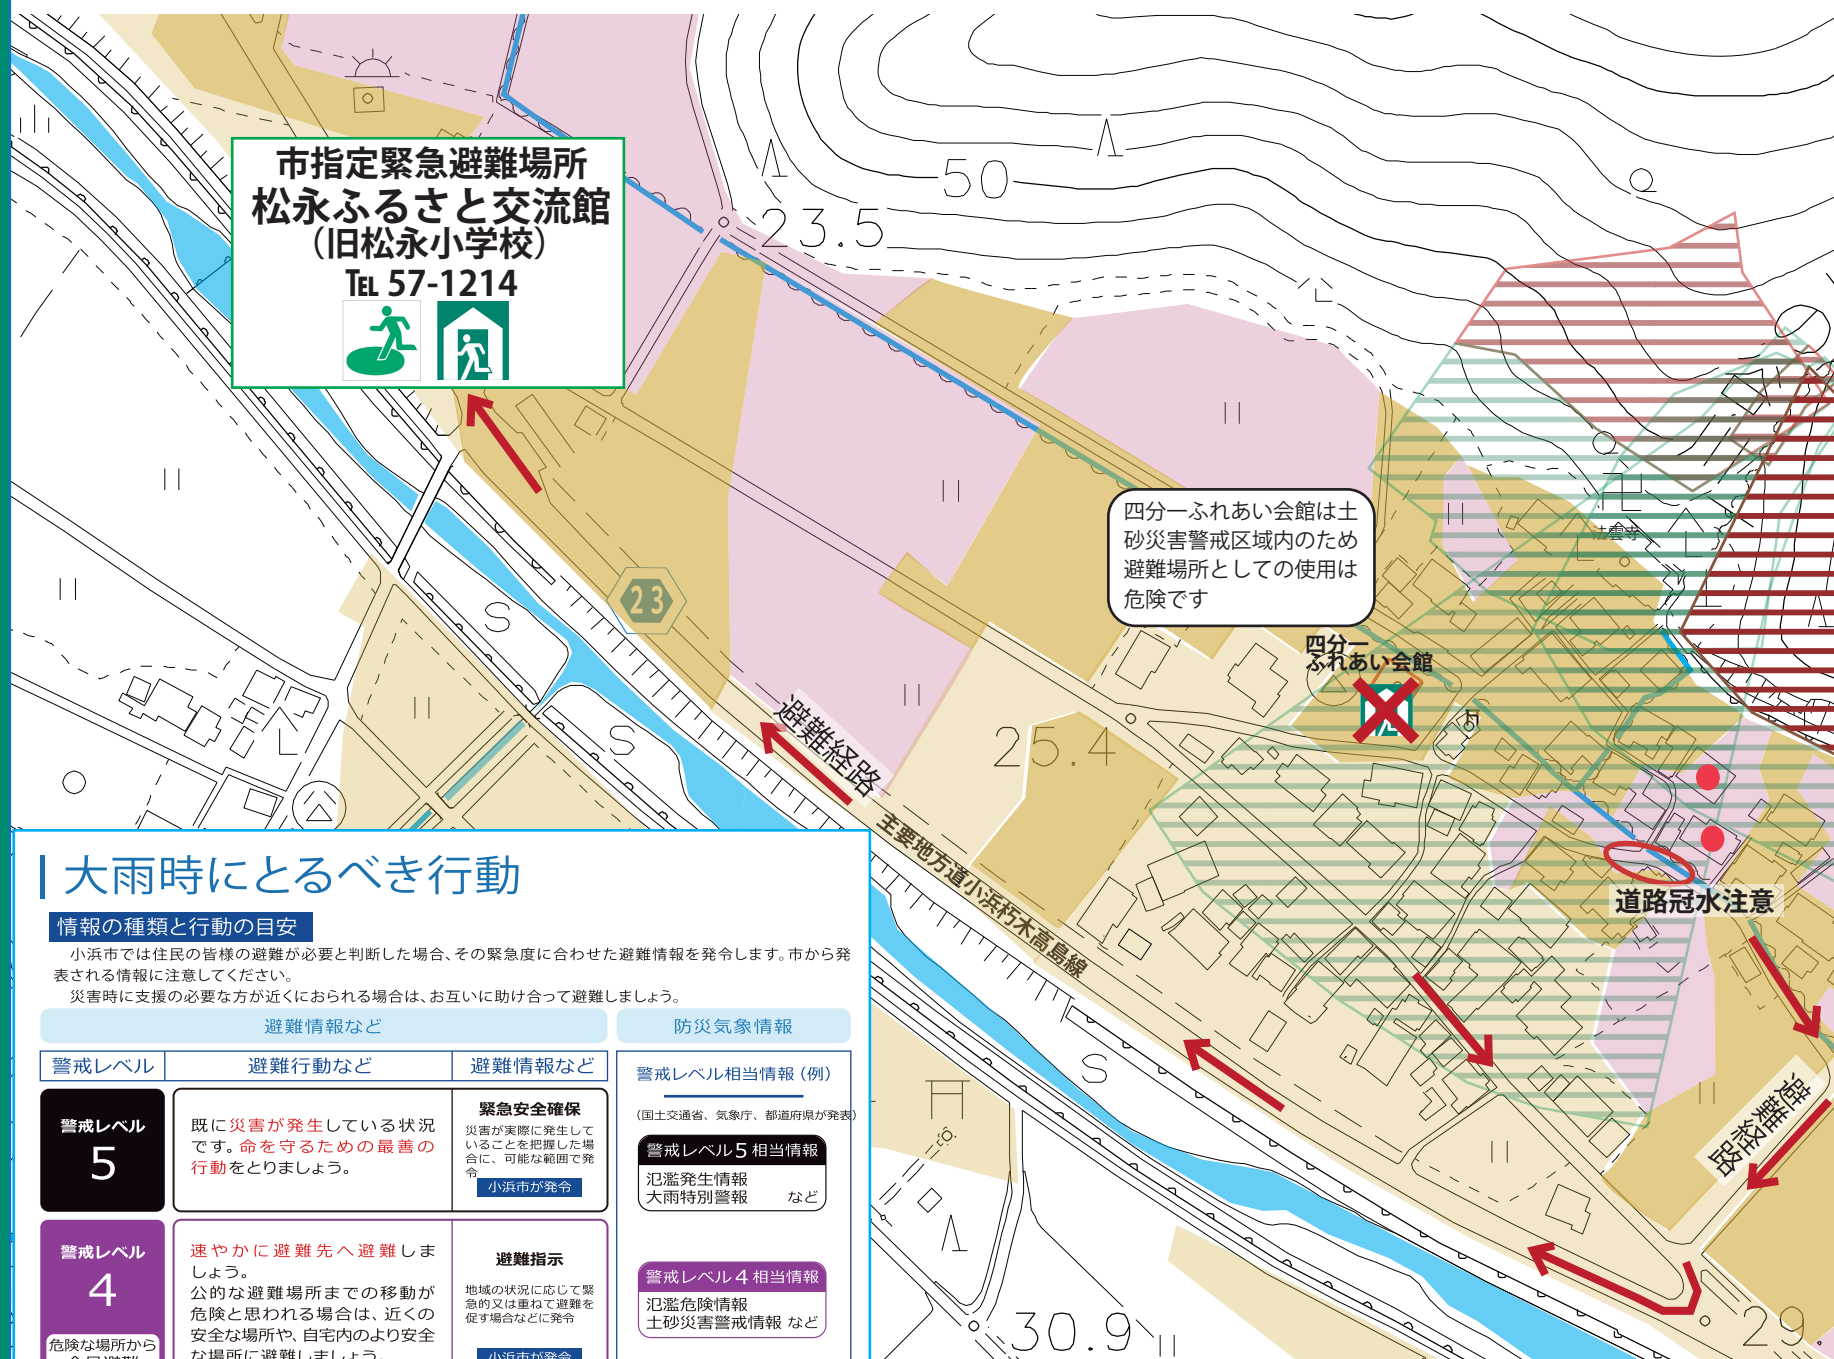 市指定緊急避難場所
松永ふるさと交流館
（旧松永小学校）
TEL 57-1214
50
23.5
四分一ふれあい会館は土
砂災害警戒区域内のため
避難場所としての使用は
危険です
法雲寺
23
S
四分一
ふれあい会館
避難経路
25.4
S
主要地方道小浜朽木高島線
道路冠水注意
S
避難経路
30.9
29.
大雨時にとるべき行動
情報の種類と行動の目安
小浜市では住民の皆様の避難が必要と判断した場合、その緊急度に合わせた避難情報を発令します。市から発
表される情報に注意してください。
災害時に支援の必要な方が近くにおられる場合は、お互いに助け合って避難しましょう。
避難情報など
防災気象情報
警戒レベル 避難行動など 避難情報など
警戒レベル相当情報（例）
（国土交通省、気象庁、都道府県が発表）
警戒レベル
5
既に災害が発生している状況
です。命を守るための最善の
行動をとりましょう。
緊急安全確保
災害が実際に発生して
いることを把握した場
合に、可能な範囲で発
令
小浜市が発令
警戒レベル5相当情報
氾濫発生情報
大雨特別警報 など
警戒レベル
4
危険な場所から
速やかに避難先へ避難しま
しょう。
公的な避難場所までの移動が
危険と思われる場合は、近くの
安全な場所や、自宅内のより安全
な場所に避難しましょう。
避難指示
地域の状況に応じて緊
急的又は重ねて避難を
促す場合などに発令
小浜市が発令
警戒レベル4相当情報
氾濫危険情報
土砂災害警戒情報 など